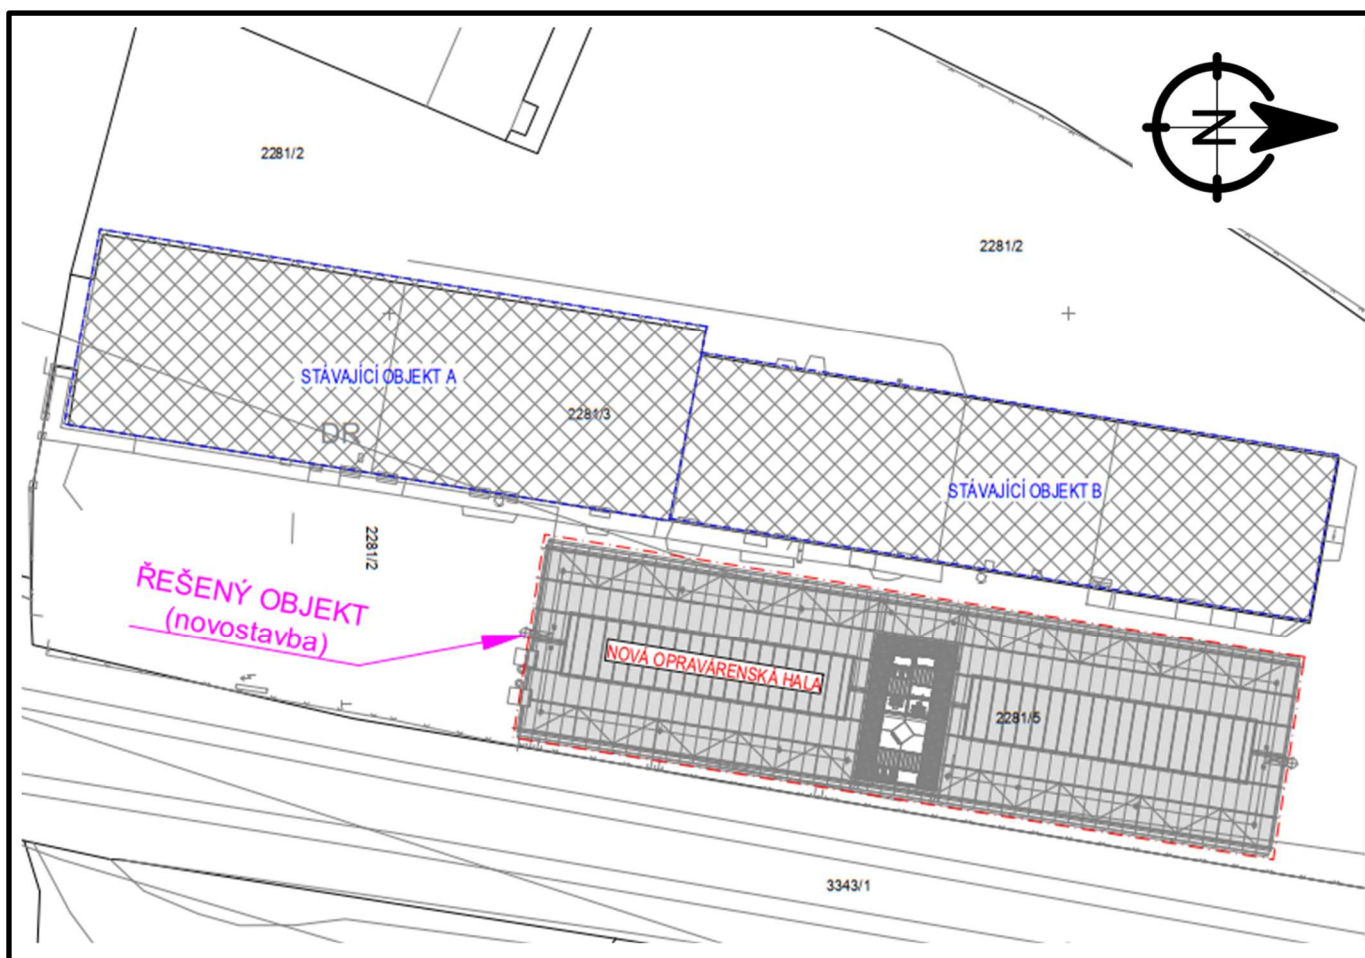 N
2281/2
2281/2
STÁVAJÍCÍ OBJEKT A
2281/3
DR
STÁVAJÍCÍ OBJEKT B
2281/2
ŘEŠENÝ OBJEKT
(novostavba)
NOVÁ OPRAVÁRENSKÁ HALA
2281/5
3343/1